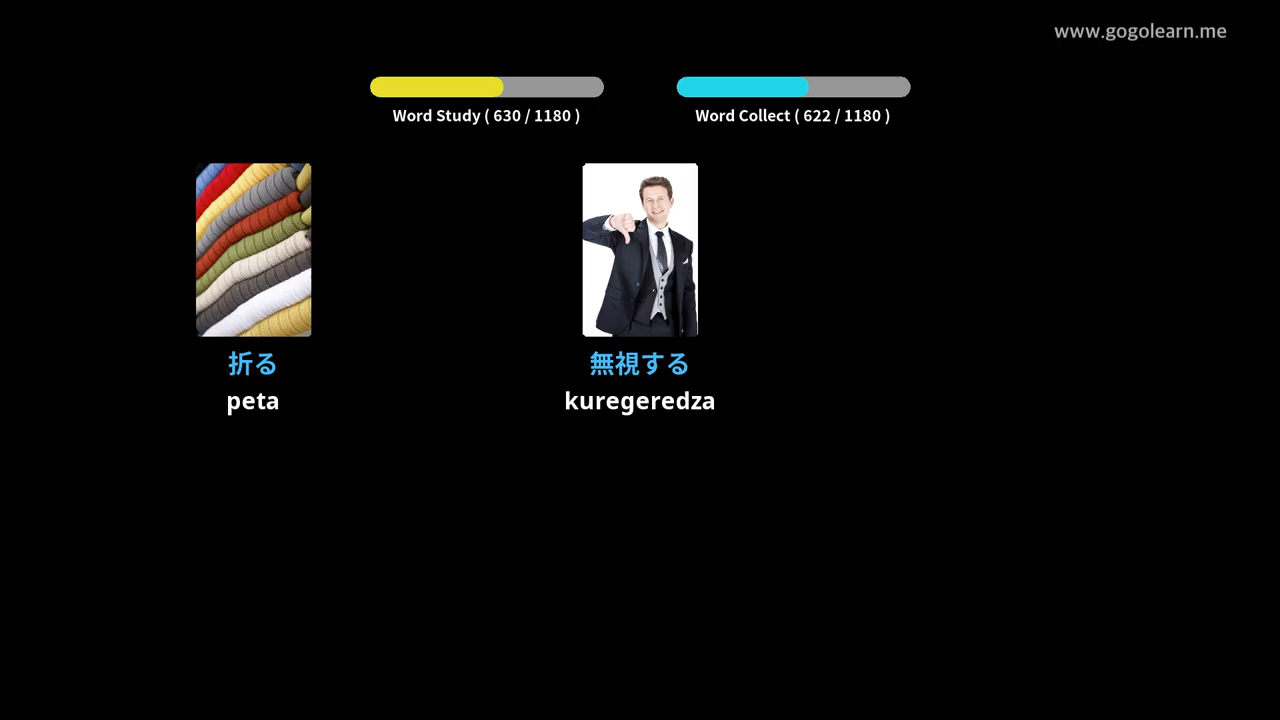 www.gogolearn.me
Word Study ( 630 / 1180 )
Word Collect ( 622 / 1180 )
折る
peta
無視する
kuregeredza